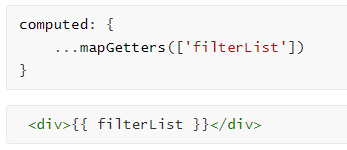 computed: {
    ...mapGetters(['filterList'])
}
<div>{{ filterList }}</div>